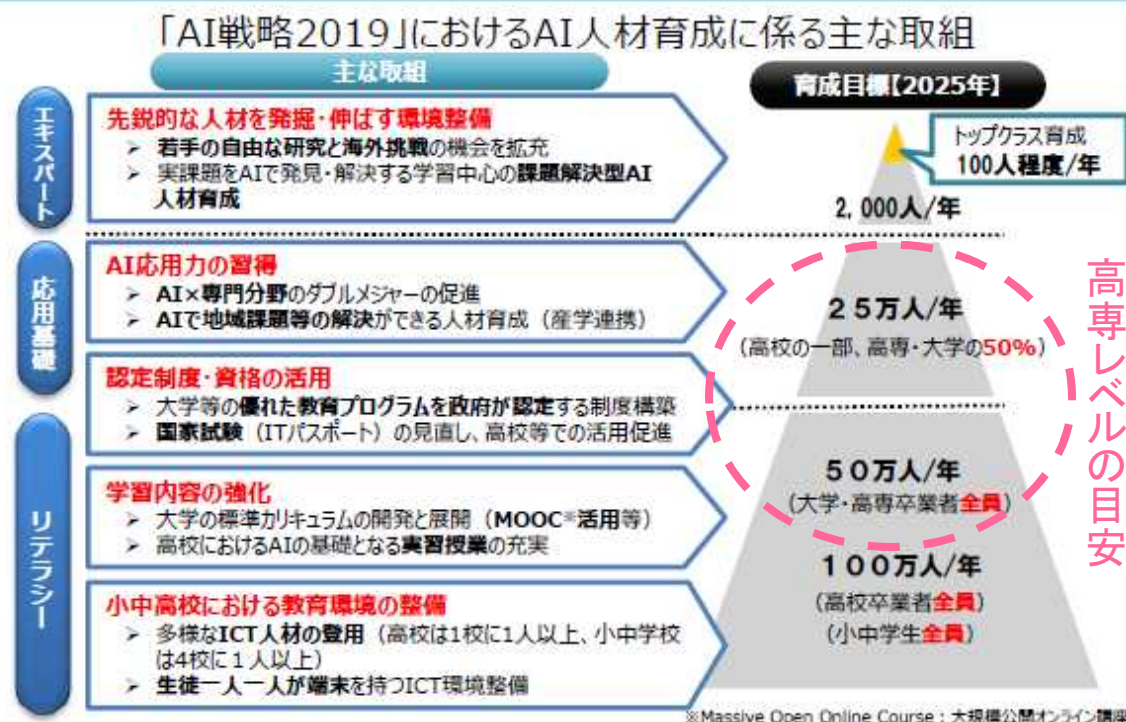 「AI戦略2019」におけるAI人材育成に係る主な取組
主な取組
育成目標【2025年】
エキスパート
先鋭的な人材を発掘・伸ばす環境整備
➢ 若手の自由な研究と海外挑戦の機会を拡充
➢ 実課題をAIで発見・解決する学習中心の課題解決型AI
人材育成
トップクラス育成
100人程度/年
2,000人/年
応用基礎
AI応用力の習得
➢ AI×専門分野のダブルメジャーの促進
➢ AIで地域課題等の解決ができる人材育成（産学連携）
25万人/年
（高校の一部、高専・大学の50%）
認定制度・資格の活用
➢ 大学等の優れた教育プログラムを政府が認定する制度構築
➢ 国家試験（ITパスポート）の見直し、高校等での活用促進
リテラシー
学習内容の強化
➢ 大学の標準カリキュラムの開発と展開（MOOC※活用等）
➢ 高校におけるAIの基礎となる実習授業の充実
50万人/年
（大学・高専卒業者全員）
小中高校における教育環境の整備
➢ 多様なICT人材の登用（高校は1校に1人以上、小中学校
は4校に1人以上）
➢ 生徒一人一人が端末を持つICT環境整備
100万人/年
（高校卒業者全員）
（小中学生全員）
高専レベルの目安
※Massive Open Online Course：大規模公開オンライン講座